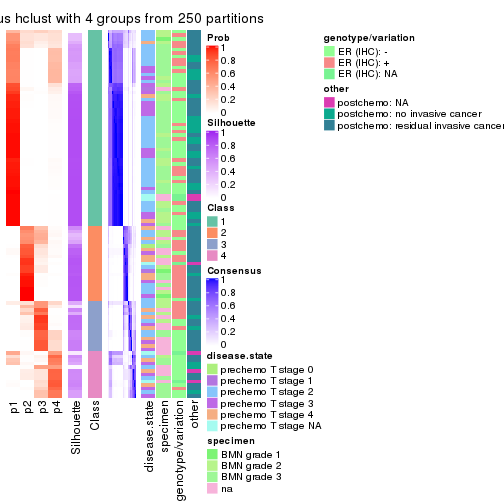 us hclust with 4 groups from 250 partitions
Prob
1
0.8
0.6
0.4
0.2
0
Silhouette
1
0.8
0.6
0.4
0.2
0
Class
1
2
3
4
Consensus
1
0.8
0.6
0.4
0.2
0
disease.state
prechemo T stage 0
prechemo T stage 1
prechemo T stage 2
prechemo T stage 3
prechemo T stage 4
prechemo T stage NA
specimen
BMN grade 1
BMN grade 2
BMN grade 3
na
genotype/variation
ER (IHC): -
ER (IHC): +
ER (IHC): NA
other
postchemo: NA
postchemo: no invasive cancer
postchemo: residual invasive cancer
p1
p2
p3
p4
Silhouette
Class
disease.state
specimen
genotype/variation
other